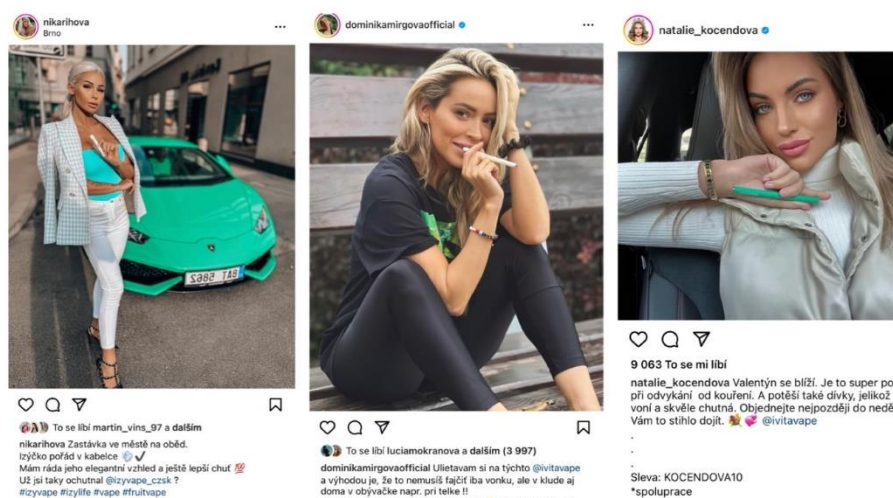 nikarihova
Brno
To se líbí martin_vins_97 a dalším
nikarihova Zastávka ve městě na oběd.
Izýčko pořád v kabelce
Mám ráda jeho elegantní vzhled a ještě lepší chuť 💯
Už jsi taky ochutnal @izyvape_czsk ?
#izyvape #izylife #vape #fruitvape
dominikamirgovaofficial
To se líbí luciamokranova a dalším (3 997)
dominikamirgovaofficial Ulietavam si na týchto @ivitavape
a výhodou je, že to nemusíš fajčiť iba vonku, ale v klude aj
doma v obývačke napr. pri telke !!
natalie_kocendova
9 063 To se mi líbí
natalie_kocendova Valentýn se blíží. Je to super po
při odvykání od kouření. A potěší také dívky, jelikož
voní a skvěle chutná. Objednejte nejpozději do nedě
Vám to stihlo dojít. 💐 💞 @ivitavape
.
.
.
Sleva: KOCENDOVA10
*spoluprace